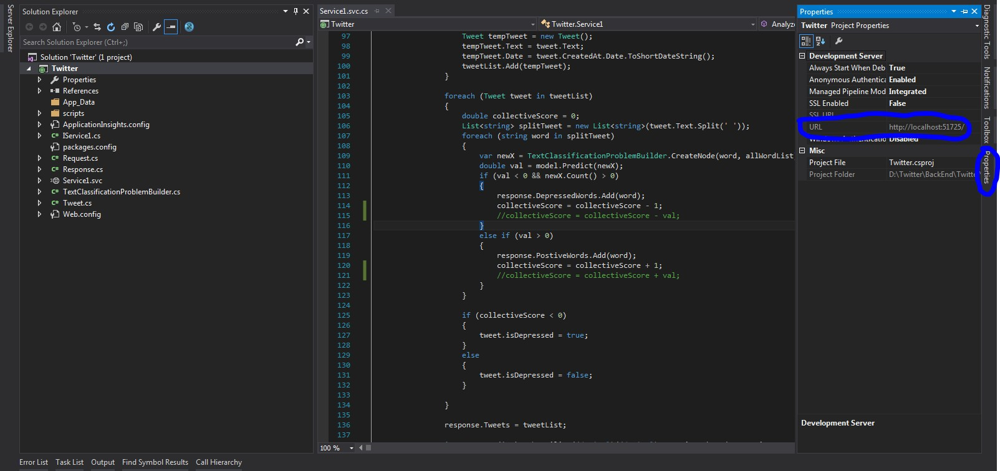 Server Explorer
Solution Explorer
Search Solution Explorer (Ctrl+;)
Solution 'Twitter' (1 project)
Twitter
Properties
References
App_Data
scripts
ApplicationInsights.config
IService1.cs
packages.config
Request.cs
Response.cs
Service1.svc
TextClassificationProblemBuilder.cs
Tweet.cs
Web.config
Service1.svc.cs
Twitter
Twitter.Service1
Analyze
97 Tweet tempTweet = new Tweet();
98 tempTweet.Text = tweet.Text;
99 tempTweet.Date = tweet.CreatedAt.Date.ToShortDateString();
100 tweetList.Add(tempTweet);
101 }
102
103 foreach (Tweet tweet in tweetList)
104 {
105 double collectiveScore = 0;
106 List<string> splitTweet = new List<string>(tweet.Text.Split(' '));
107 foreach (string word in splitTweet)
108 {
109 var newX = TextClassificationProblemBuilder.CreateNode(word, allWordList
110 double val = model.Predict(newX);
111 if (val < 0 && newX.Count() > 0)
112 {
113 response.DepressedWords.Add(word);
114 collectiveScore = collectiveScore - 1;
115 //collectiveScore = collectiveScore - val;
116 }
117 else if (val > 0)
118 {
119 response.PostiveWords.Add(word);
120 collectiveScore = collectiveScore + 1;
121 //collectiveScore = collectiveScore + val;
122 }
123 }
124
125 if (collectiveScore < 0)
126 {
127 tweet.isDepressed = true;
128 }
129 else
130 {
131 tweet.isDepressed = false;
132 }
133
134 }
135
136 response.Tweets = tweetList;
137
100 %
Properties
Twitter Project Properties
Development Server
Always Start When Deb True
Anonymous Authentica Enabled
Managed Pipeline Mod Integrated
SSL Enabled False
SSL URL
URL http://localhost:51725/
Windows Authenticatio Disabled
Misc
Project File Twitter.csproj
Project Folder D:\Twitter\BackEnd\Twitte
Development Server
Diagnostic Tools
Notifications
Toolbox
Properties
Error List Task List Output Find Symbol Results Call Hierarchy